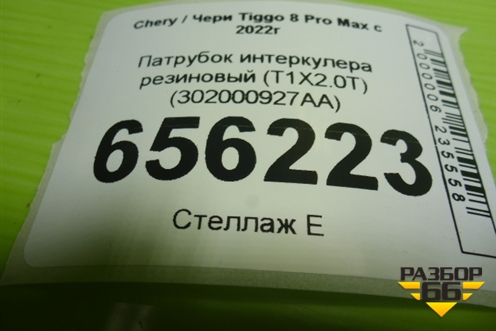 Chery / Чери Tiggo 8 Pro Max с
2022г
Патрубок интеркулера
резиновый (T1X2.0T)
(302000927AA)
656223
Стеллаж Е
2000006235558
РАЗБОР
66